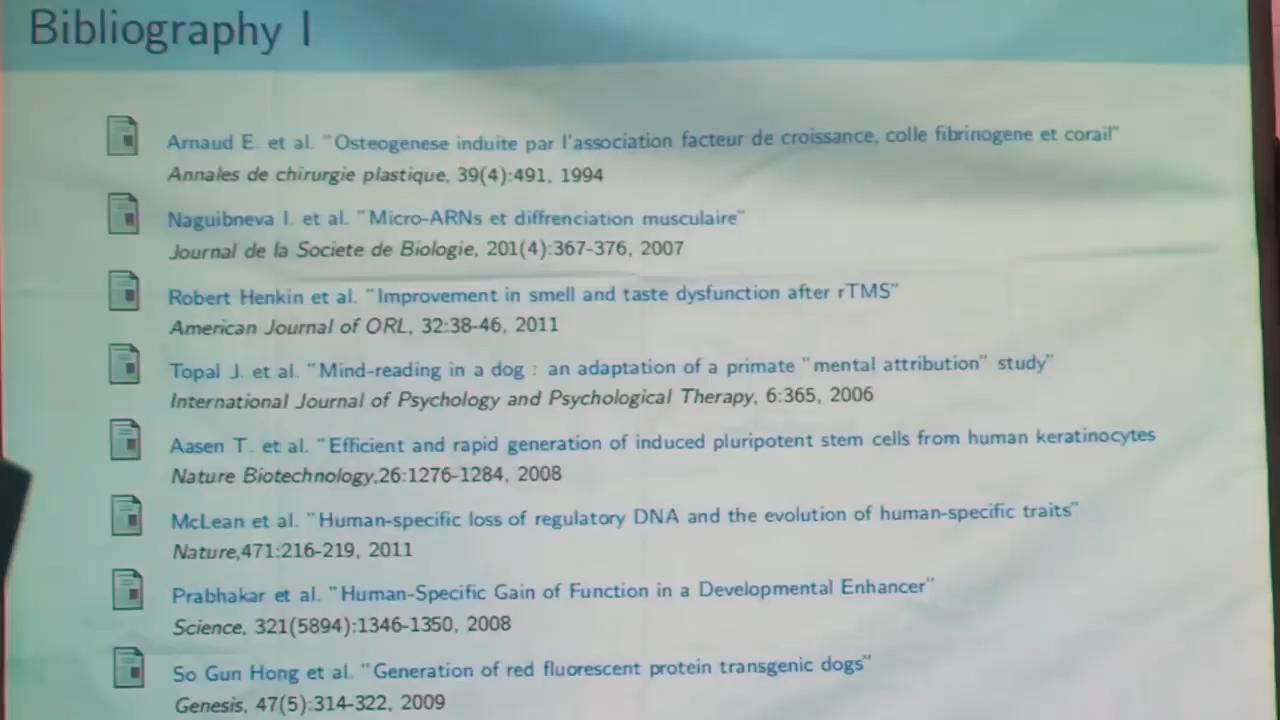 Bibliography I
Arnaud E. et al. "Osteogenese induite par l'association facteur de croissance, colle fibrinogene et corail"
Annales de chirurgie plastique, 39(4):491, 1994
Naguibneva I. et al. "Micro-ARNs et diffrenciation musculaire"
Journal de la Societe de Biologie, 201(4):367-376, 2007
Robert Henkin et al. "Improvement in smell and taste dysfunction after rTMS"
American Journal of ORL, 32:38-46, 2011
Topal J. et al. "Mind-reading in a dog : an adaptation of a primate "mental attribution" study"
International Journal of Psychology and Psychological Therapy, 6:365, 2006
Aasen T. et al. "Efficient and rapid generation of induced pluripotent stem cells from human keratinocytes
Nature Biotechnology,26:1276-1284, 2008
McLean et al. "Human-specific loss of regulatory DNA and the evolution of human-specific traits"
Nature,471:216-219, 2011
Prabhakar et al. "Human-Specific Gain of Function in a Developmental Enhancer"
Science, 321(5894):1346-1350, 2008
So Gun Hong et al. "Generation of red fluorescent protein transgenic dogs"
Genesis, 47(5):314-322, 2009